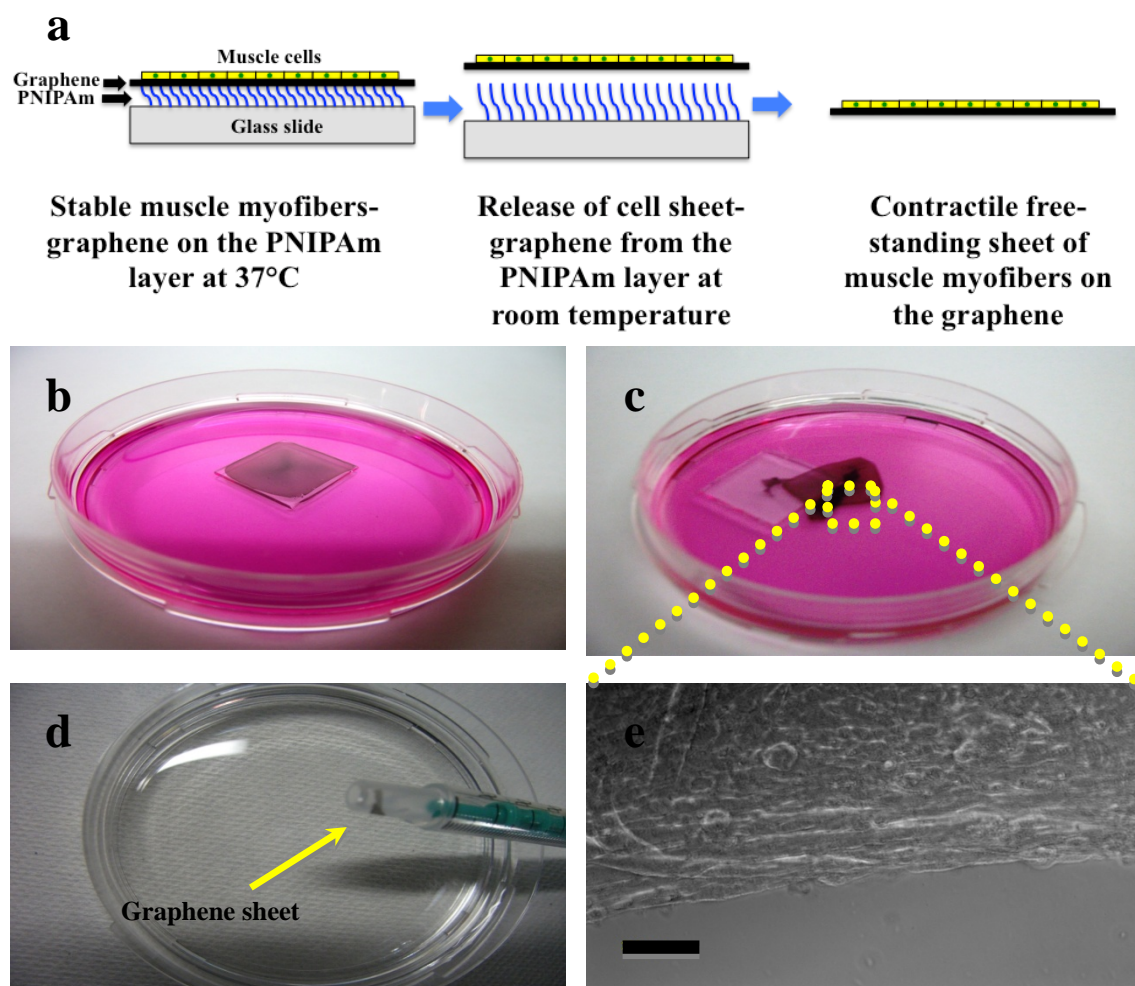 a
Muscle cells
Graphene
PNIPAm
Glass slide
Stable muscle myofibers-
graphene on the PNIPAm
layer at 37°C
Release of cell sheet-
graphene from the
PNIPAm layer at
room temperature
Contractile free-
standing sheet of
muscle myofibers on
the graphene
b
c
d
Graphene sheet
e